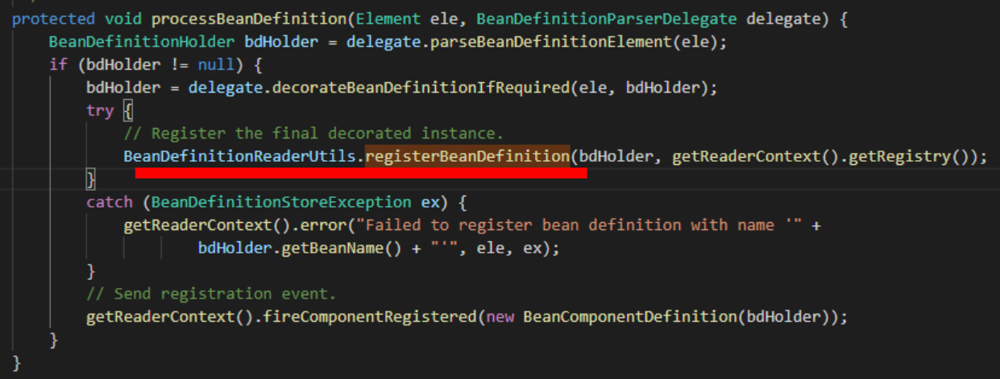 protected void processBeanDefinition(Element ele, BeanDefinitionParserDelegate delegate) {
BeanDefinitionHolder bdHolder = delegate.parseBeanDefinitionElement(ele);
if (bdHolder != null) {
bdHolder = delegate.decorateBeanDefinitionIfRequired(ele, bdHolder);
try {
// Register the final decorated instance.
BeanDefinitionReaderUtils.registerBeanDefinition(bdHolder, getReaderContext().getRegistry());
}
catch (BeanDefinitionStoreException ex) {
getReaderContext().error("Failed to register bean definition with name '" +
bdHolder.getBeanName() + "'", ele, ex);
}
// Send registration event.
getReaderContext().fireComponentRegistered(new BeanComponentDefinition(bdHolder));
}
}